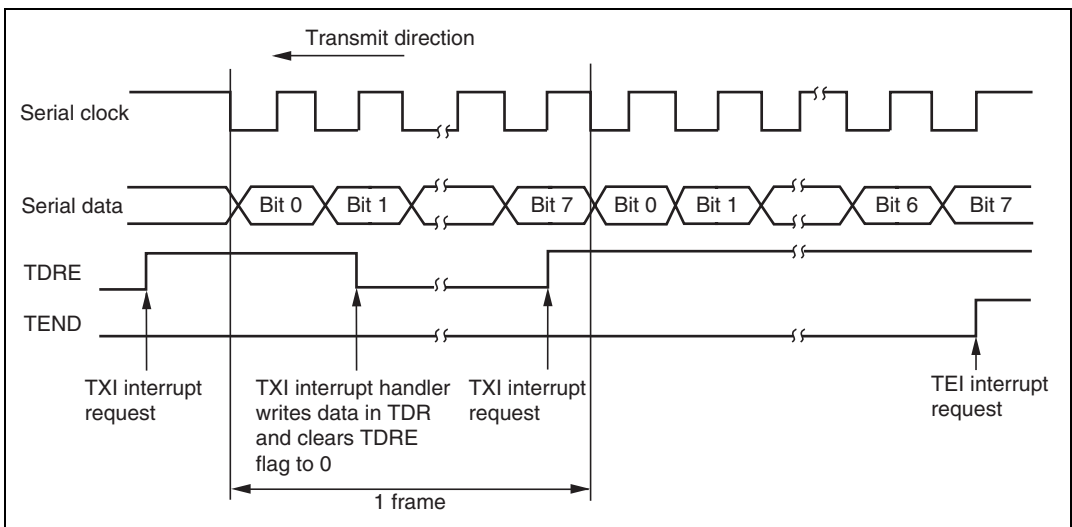 Transmit direction
Serial clock
Serial data
Bit 0
Bit 1
Bit 7
Bit 0
Bit 1
Bit 6
Bit 7
TDRE
TEND
TXI interrupt
request
TXI interrupt handler
writes data in TDR
and clears TDRE
flag to 0
TXI interrupt
request
TEI interrupt
request
1 frame